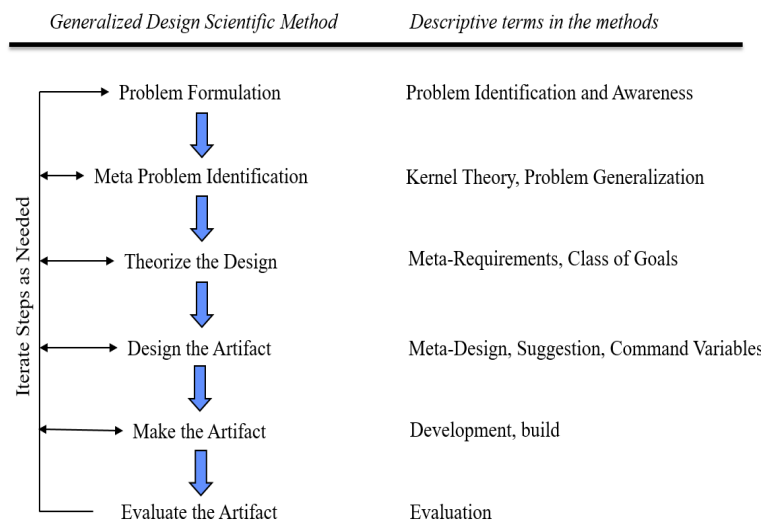 Generalized Design Scientific Method
Descriptive terms in the methods
Problem Formulation
Problem Identification and Awareness
Meta Problem Identification
Kernel Theory, Problem Generalization
Theorize the Design
Meta-Requirements, Class of Goals
Design the Artifact
Meta-Design, Suggestion, Command Variables
Make the Artifact
Development, build
Evaluate the Artifact
Evaluation
Iterate Steps as Needed